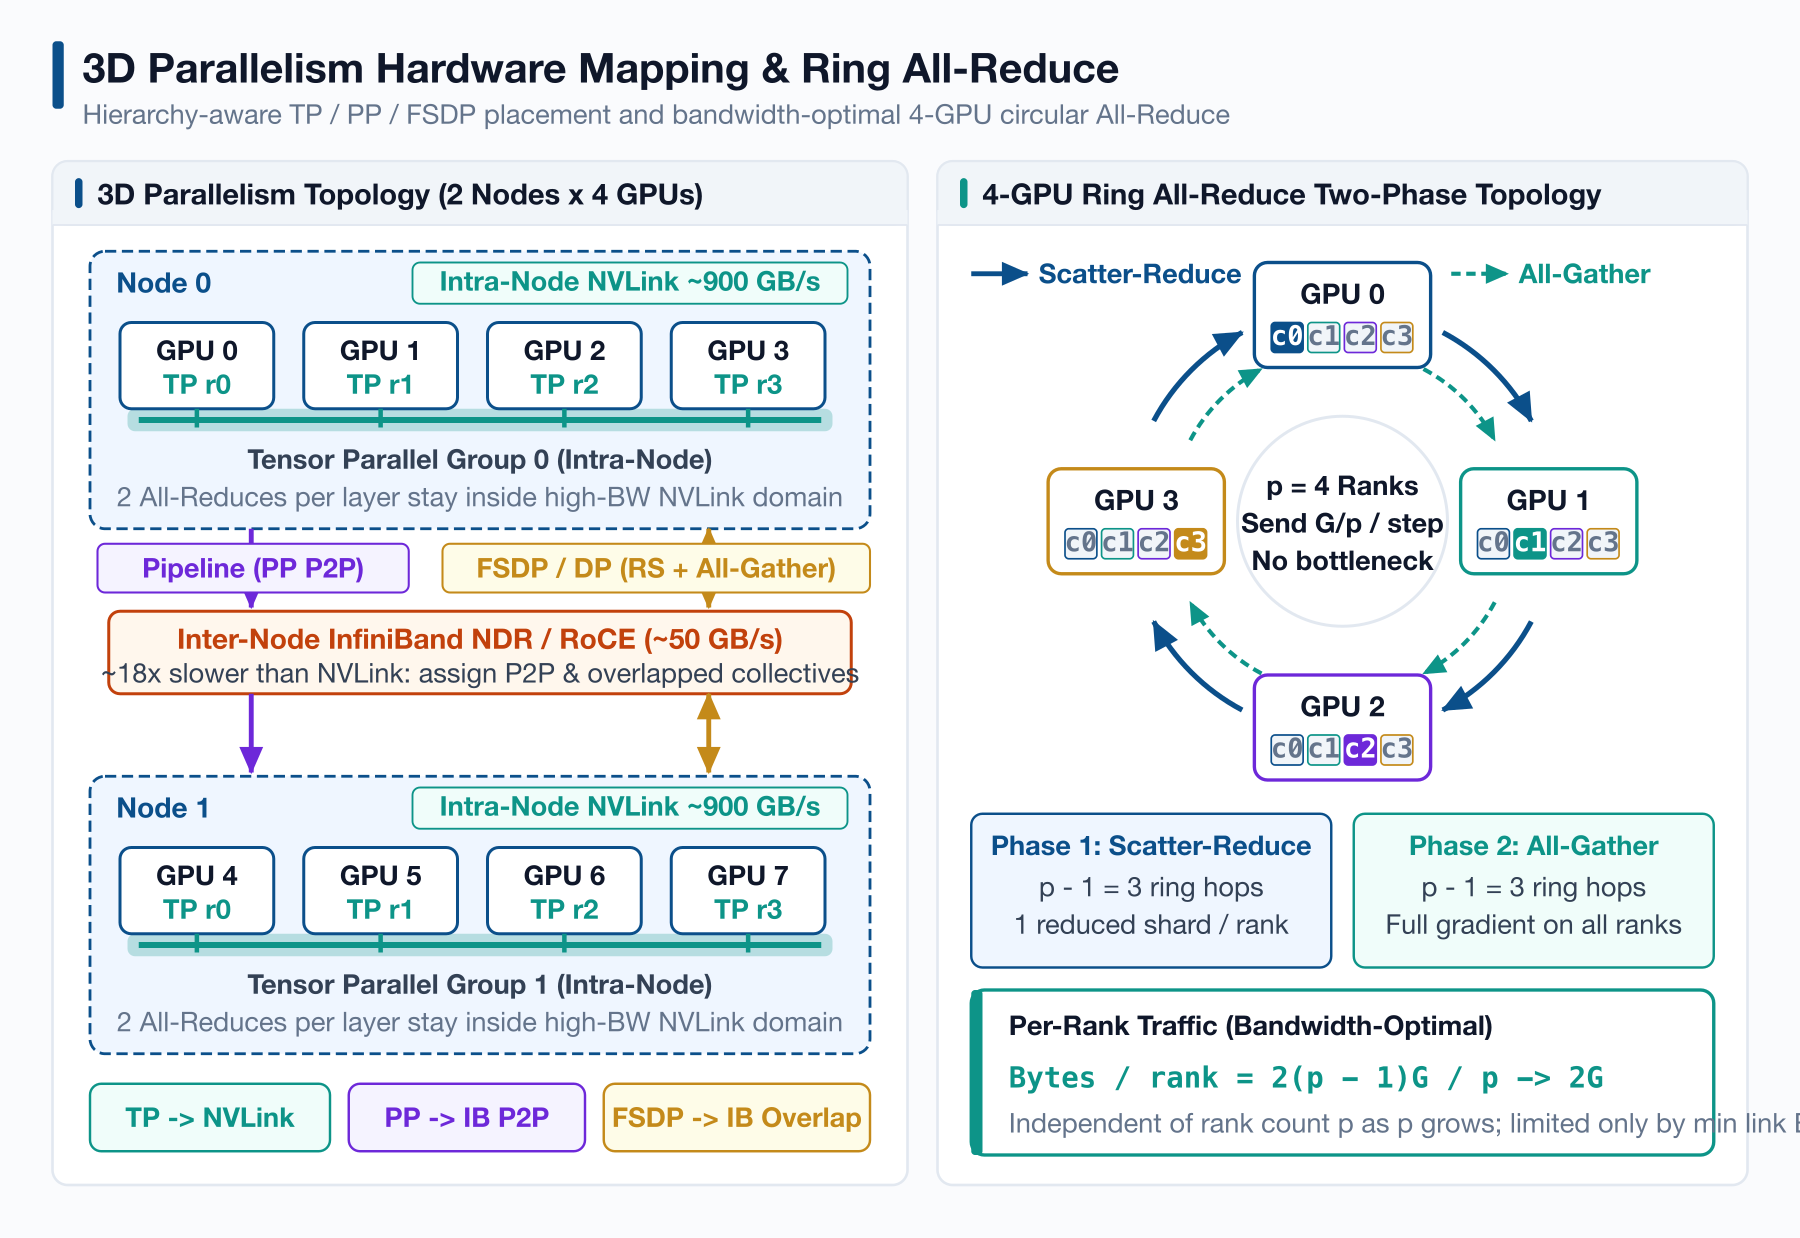 3D Parallelism Hardware Mapping & Ring All-Reduce
Hierarchy-aware TP / PP / FSDP placement and bandwidth-optimal 4-GPU circular All-Reduce
3D Parallelism Topology (2 Nodes x 4 GPUs)
Node 0
Intra-Node NVLink ~900 GB/s
GPU 0
TP r0
GPU 1
TP r1
GPU 2
TP r2
GPU 3
TP r3
Tensor Parallel Group 0 (Intra-Node)
2 All-Reduces per layer stay inside high-BW NVLink domain
Pipeline (PP P2P)
FSDP / DP (RS + All-Gather)
Inter-Node InfiniBand NDR / RoCE (~50 GB/s)
~18x slower than NVLink: assign P2P & overlapped collectives
Node 1
Intra-Node NVLink ~900 GB/s
GPU 4
TP r0
GPU 5
TP r1
GPU 6
TP r2
GPU 7
TP r3
Tensor Parallel Group 1 (Intra-Node)
2 All-Reduces per layer stay inside high-BW NVLink domain
TP -> NVLink
PP -> IB P2P
FSDP -> IB Overlap
4-GPU Ring All-Reduce Two-Phase Topology
Scatter-Reduce
All-Gather
GPU 0
c0 c1 c2 c3
GPU 3
c0 c1 c2 c3
p = 4 Ranks
Send G/p / step
No bottleneck
GPU 1
c0 c1 c2 c3
GPU 2
c0 c1 c2 c3
Phase 1: Scatter-Reduce
p - 1 = 3 ring hops
1 reduced shard / rank
Phase 2: All-Gather
p - 1 = 3 ring hops
Full gradient on all ranks
Per-Rank Traffic (Bandwidth-Optimal)
Bytes / rank = 2(p − 1)G / p −> 2G
Independent of rank count p as p grows; limited only by min link